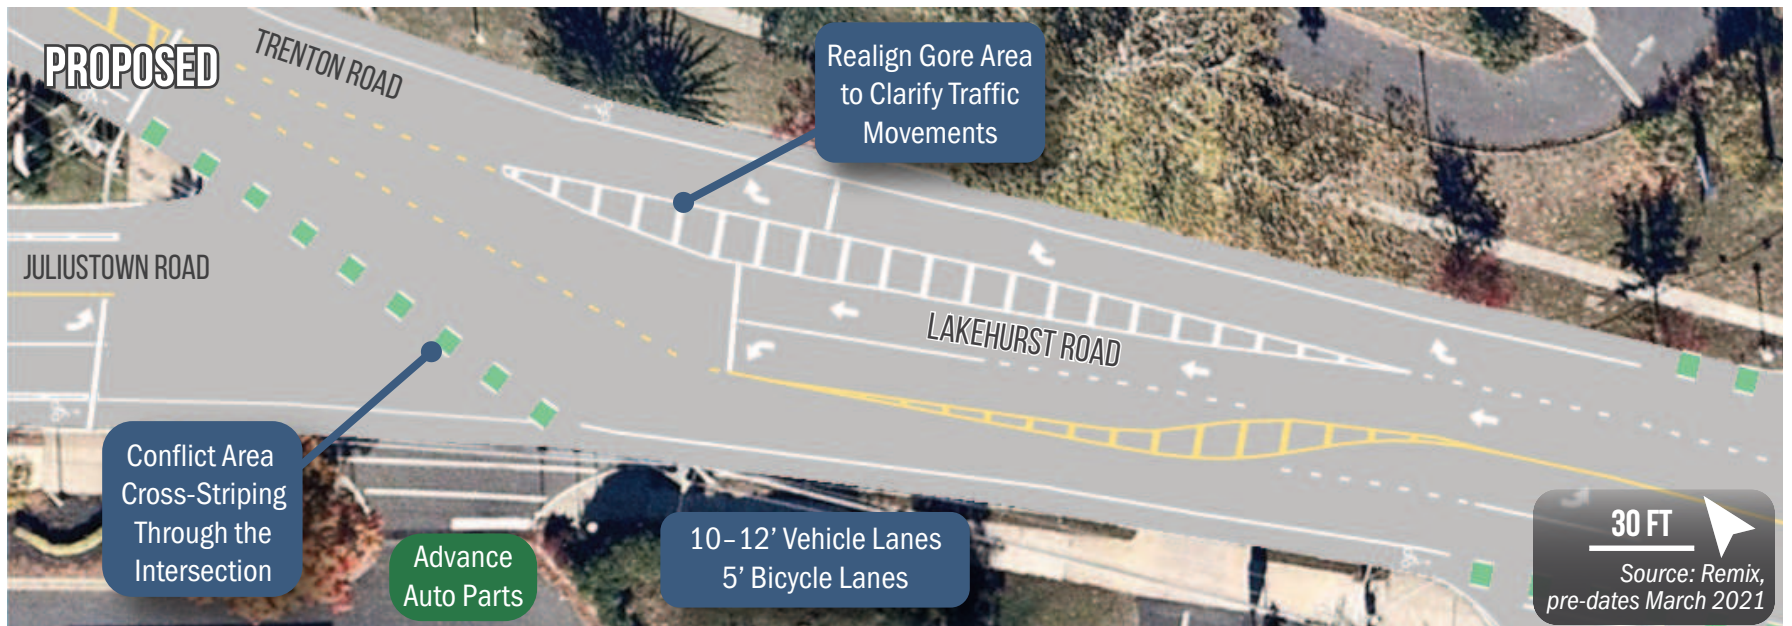 PROPOSED
TRENTON ROAD
Realign Gore Area
to Clarify Traffic
Movements
JULIUSTOWN ROAD
LAKEHURST ROAD
Conflict Area
Cross-Striping
Through the
Intersection
Advance
Auto Parts
10–12’ Vehicle Lanes
5’ Bicycle Lanes
30 FT
Source: Remix,
pre-dates March 2021